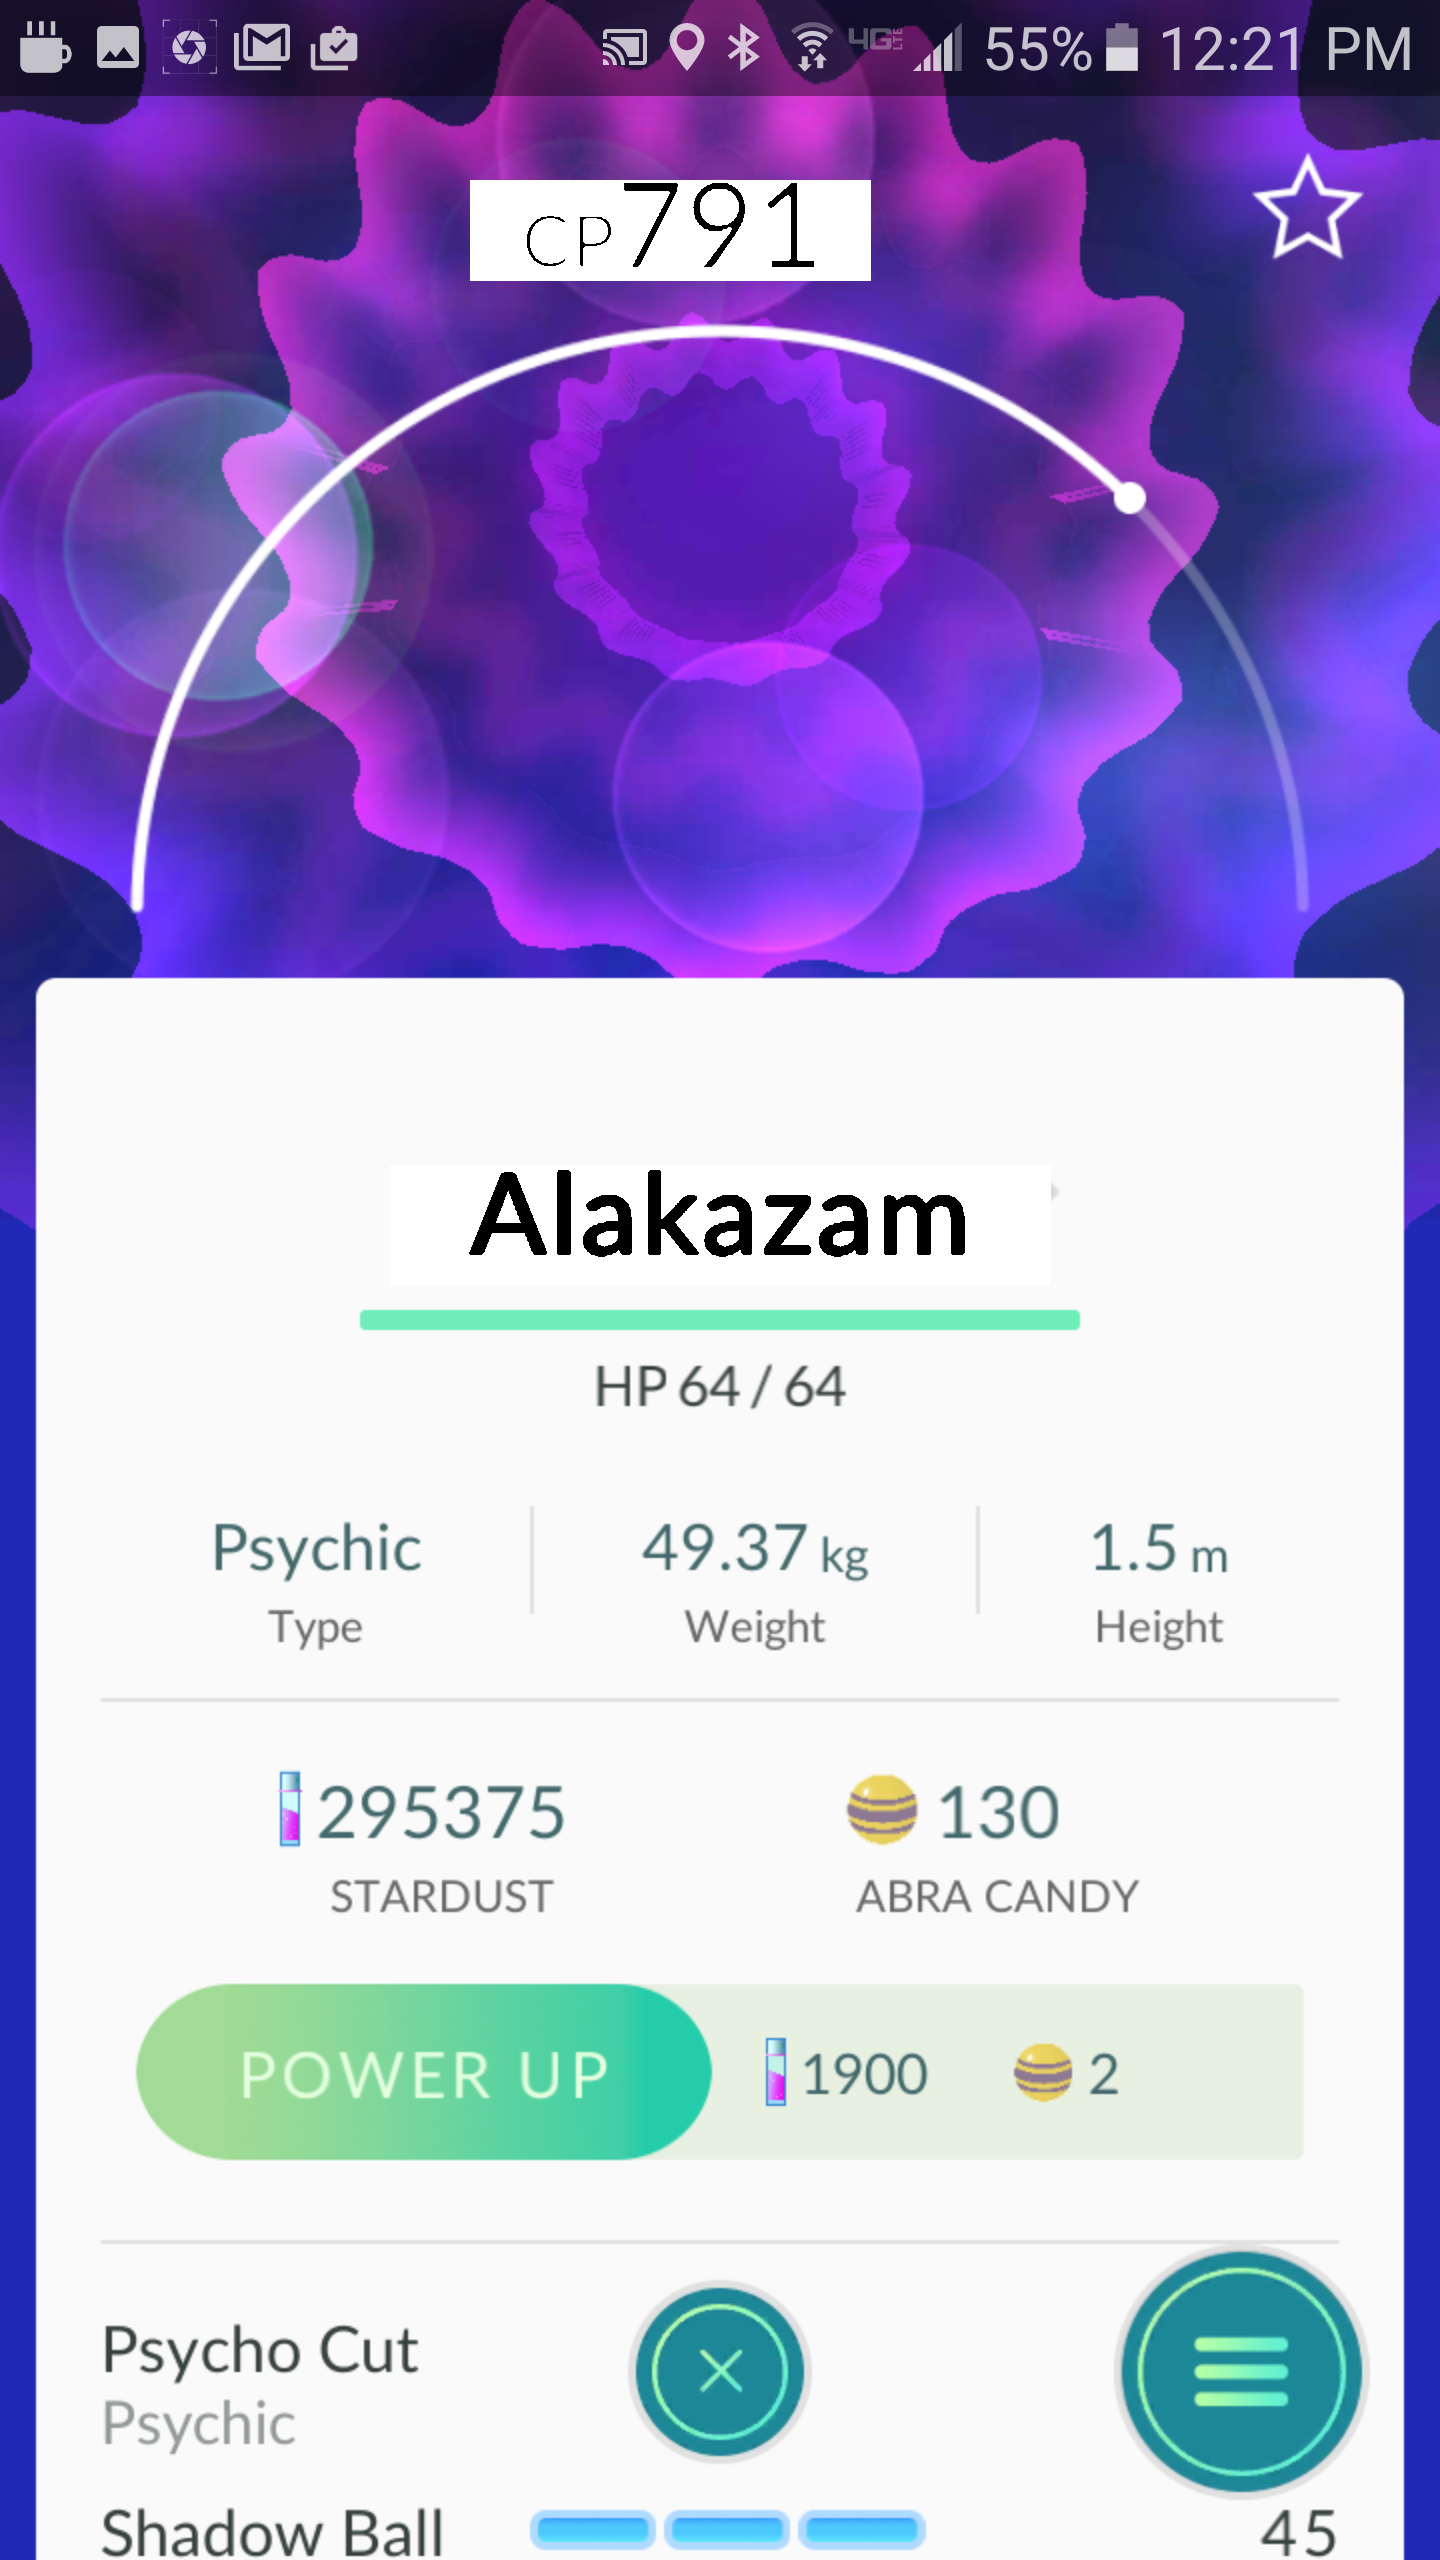 4G LTE 55% 12:21 PM
CP791
Alakazam
HP 64 / 64
Psychic 49.37 kg 1.5 m
Type Weight Height
295375 130
STARDUST ABRA CANDY
POWER UP 1900 2
Psycho Cut
Psychic
Shadow Ball 45